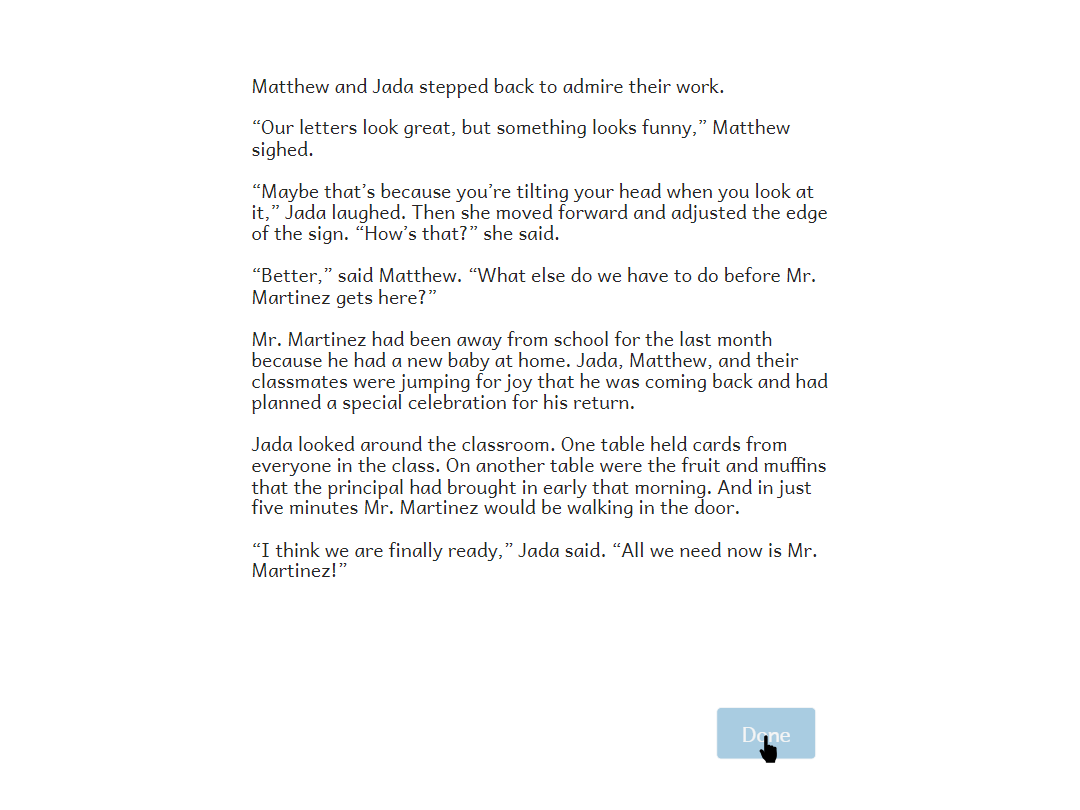 Matthew and Jada stepped back to admire their work.
“Our letters look great, but something looks funny,” Matthew
sighed.
“Maybe that’s because you’re tilting your head when you look at
it,” Jada laughed. Then she moved forward and adjusted the edge
of the sign. “How’s that?” she said.
“Better,” said Matthew. “What else do we have to do before Mr.
Martinez gets here?”
Mr. Martinez had been away from school for the last month
because he had a new baby at home. Jada, Matthew, and their
classmates were jumping for joy that he was coming back and had
planned a special celebration for his return.
Jada looked around the classroom. One table held cards from
everyone in the class. On another table were the fruit and muffins
that the principal had brought in early that morning. And in just
five minutes Mr. Martinez would be walking in the door.
“I think we are finally ready,” Jada said. “All we need now is Mr.
Martinez!”
Done